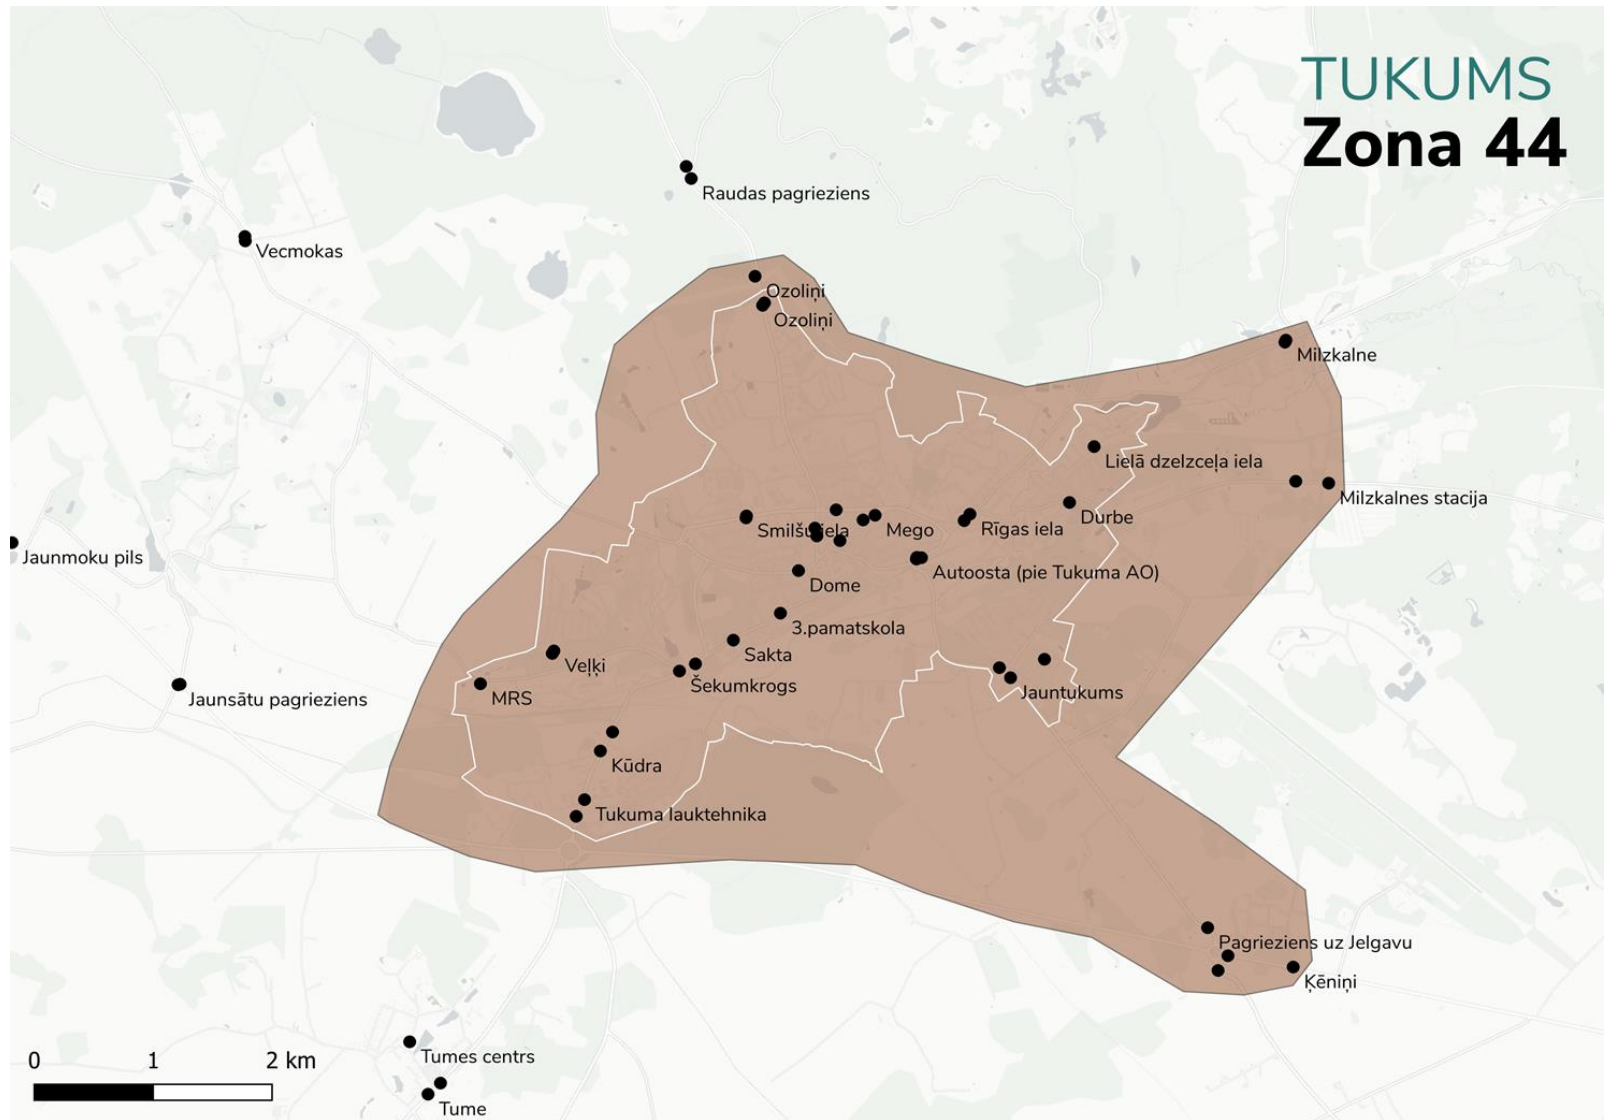 TUKUMS
Zona 44
Raudas pagrieziens
Vecmokas
Ozoliņi
Ozoliņi
Milzkalne
Lielā dzelzceļa iela
Milzkalnes stacija
Durbe
Smilšu iela
Mego
Rīgas iela
Jaunmoku pils
Autoosta (pie Tukuma AO)
Dome
3.pamatskola
Sakta
Veļķi
Šekumkrogs
Jauntukums
MRS
Jaunsātu pagrieziens
Kūdra
Tukuma lauktehnika
Pagrieziens uz Jelgavu
Ķēniņi
Tumes centrs
0 1 2 km
Tume